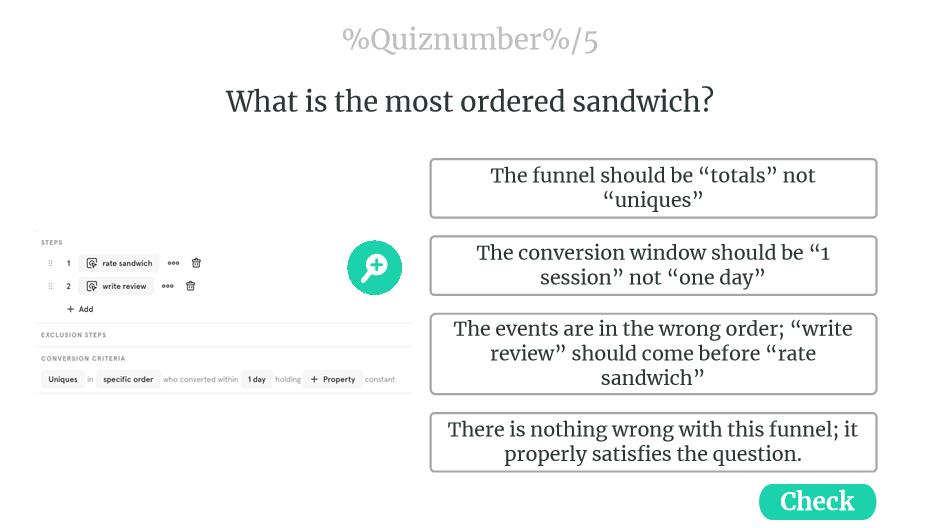 %Quiznumber%/5
What is the most ordered sandwich?
The funnel should be “totals” not
“uniques”
The conversion window should be “1
session” not “one day”
The events are in the wrong order; “write
review” should come before “rate
sandwich”
There is nothing wrong with this funnel; it
properly satisfies the question.
STEPS
1 rate sandwich
2 write review
+ Add
EXCLUSION STEPS
CONVERSION CRITERIA
Uniques in specific order who converted within 1 day holding + Property constant
Check